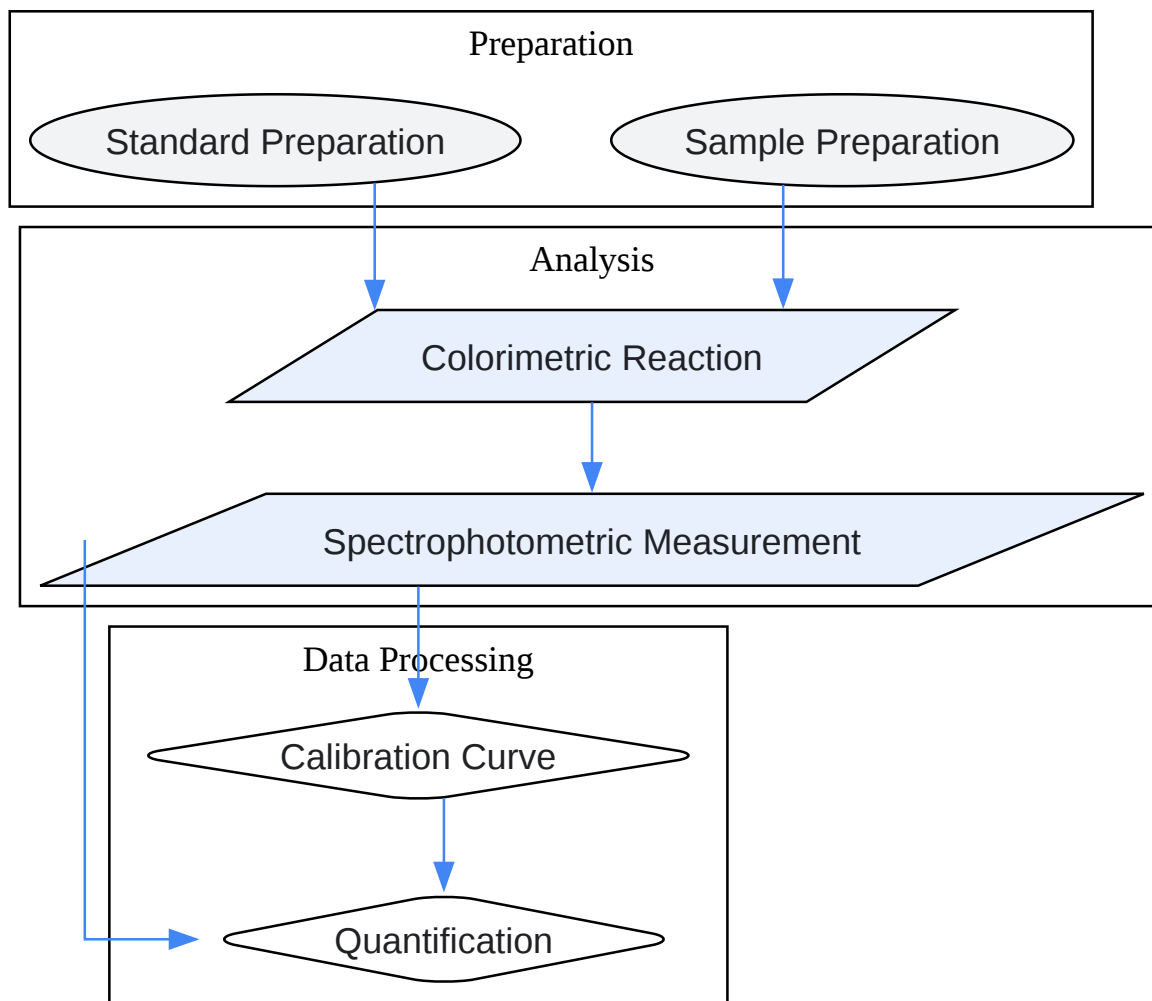 Preparation
Standard Preparation
Sample Preparation
Analysis
Colorimetric Reaction
Spectrophotometric Measurement
Data Processing
Calibration Curve
Quantification